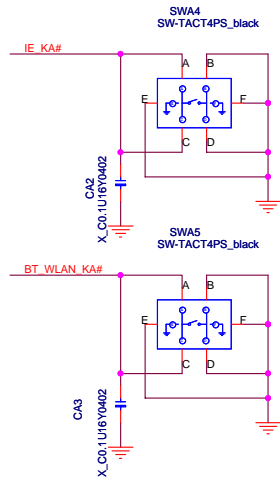 SWA4
SW-TACT4PS_black
IE_KA#
A B
E F
C D
CA2
X_C0.1U16Y0402
SWA5
SW-TACT4PS_black
BT_WLAN_KA#
A B
E F
C D
CA3
X_C0.1U16Y0402